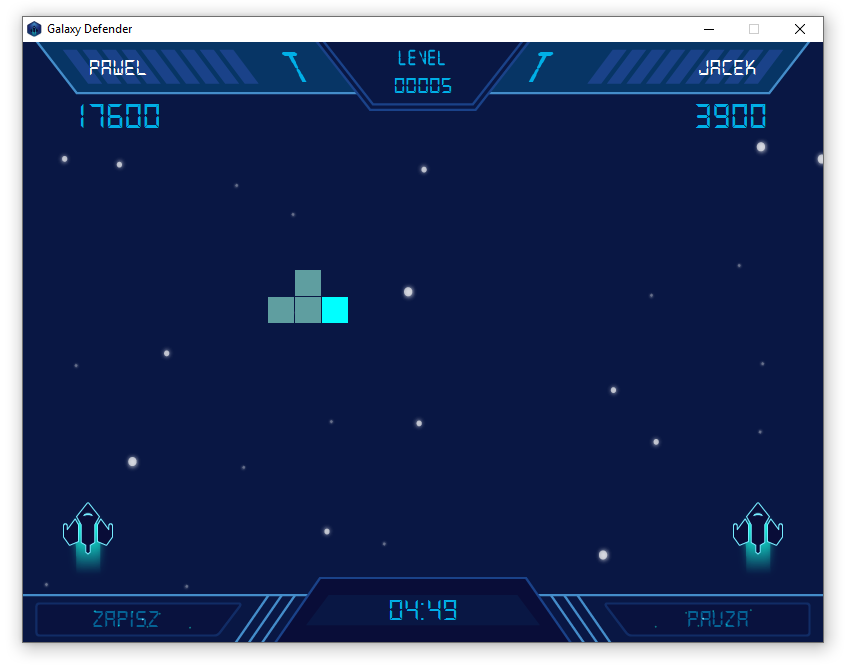 Galaxy Defender
PAWEL
LEVEL
JACEK
00005
17600
3900
ZAPISZ
04:49
PAUZA